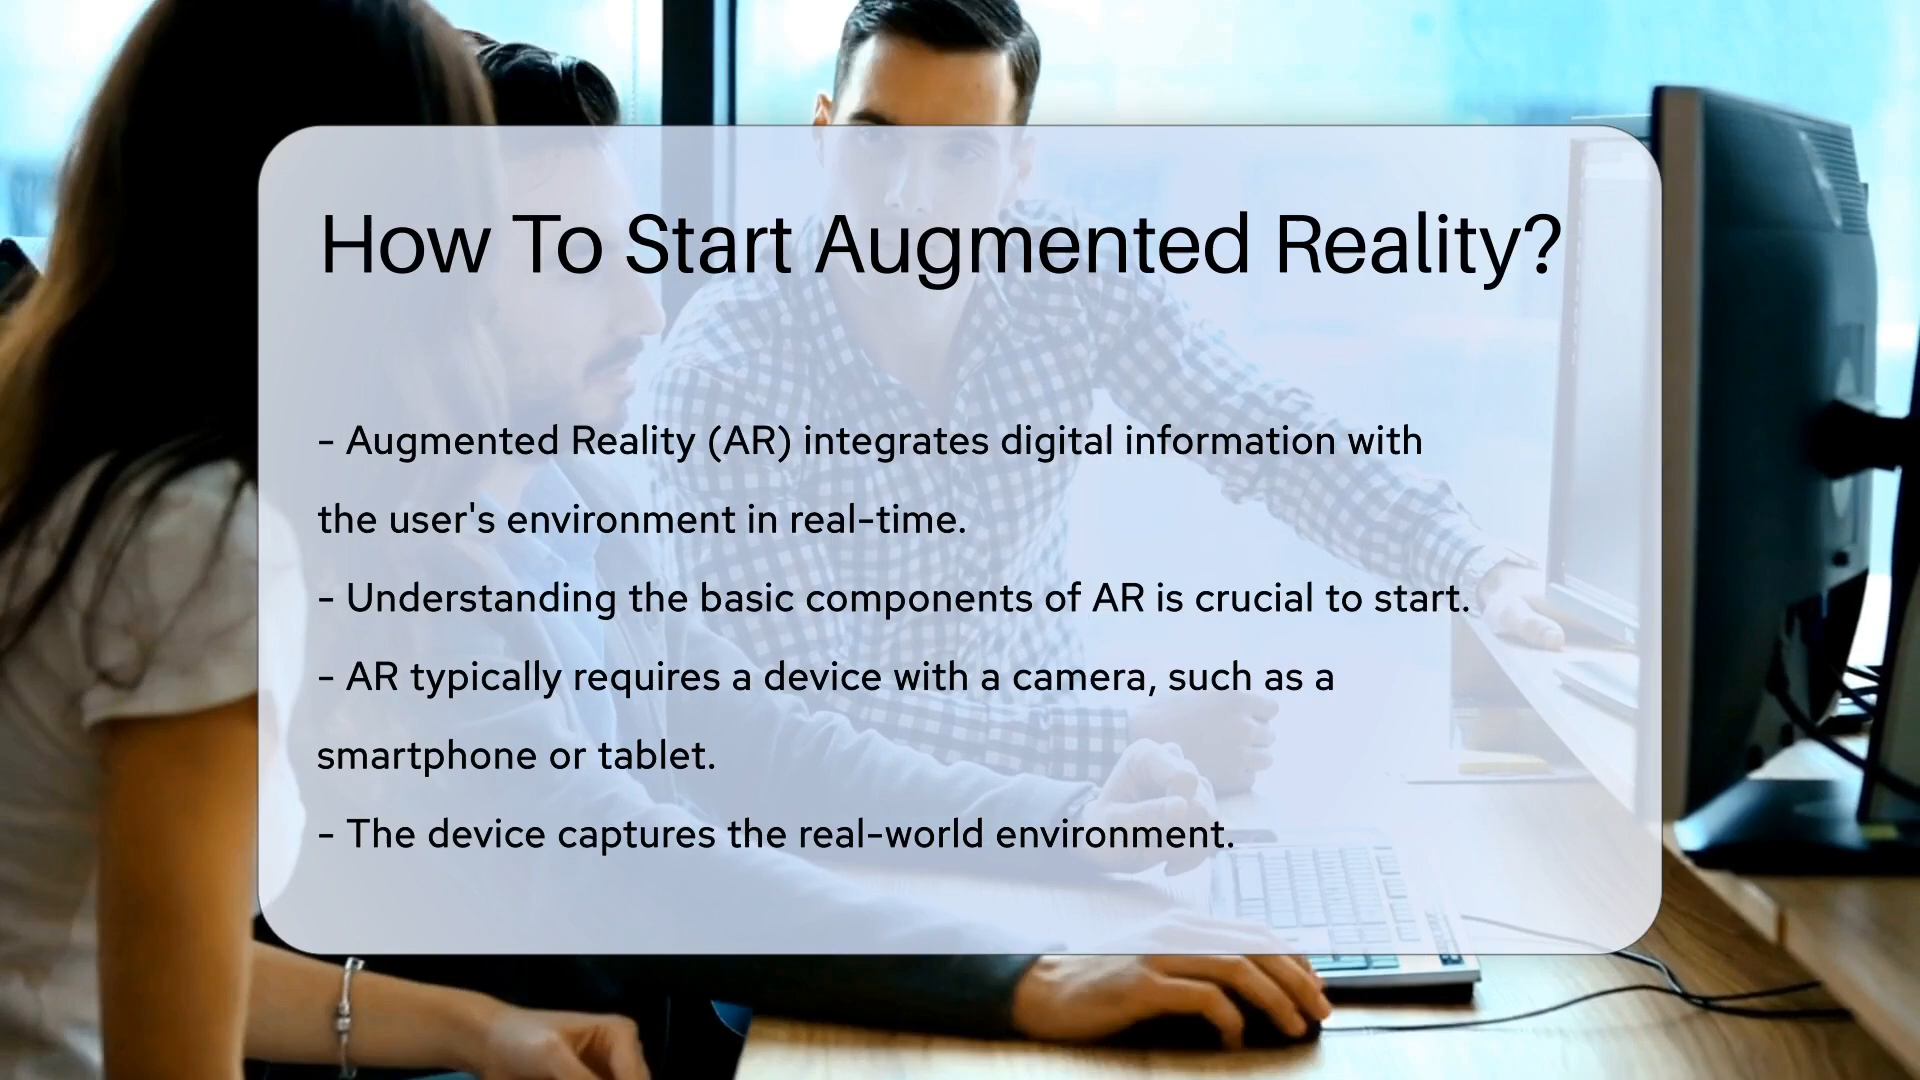 How To Start Augmented Reality?
- Augmented Reality (AR) integrates digital information with
the user's environment in real-time.
- Understanding the basic components of AR is crucial to start.
- AR typically requires a device with a camera, such as a
smartphone or tablet.
- The device captures the real-world environment.